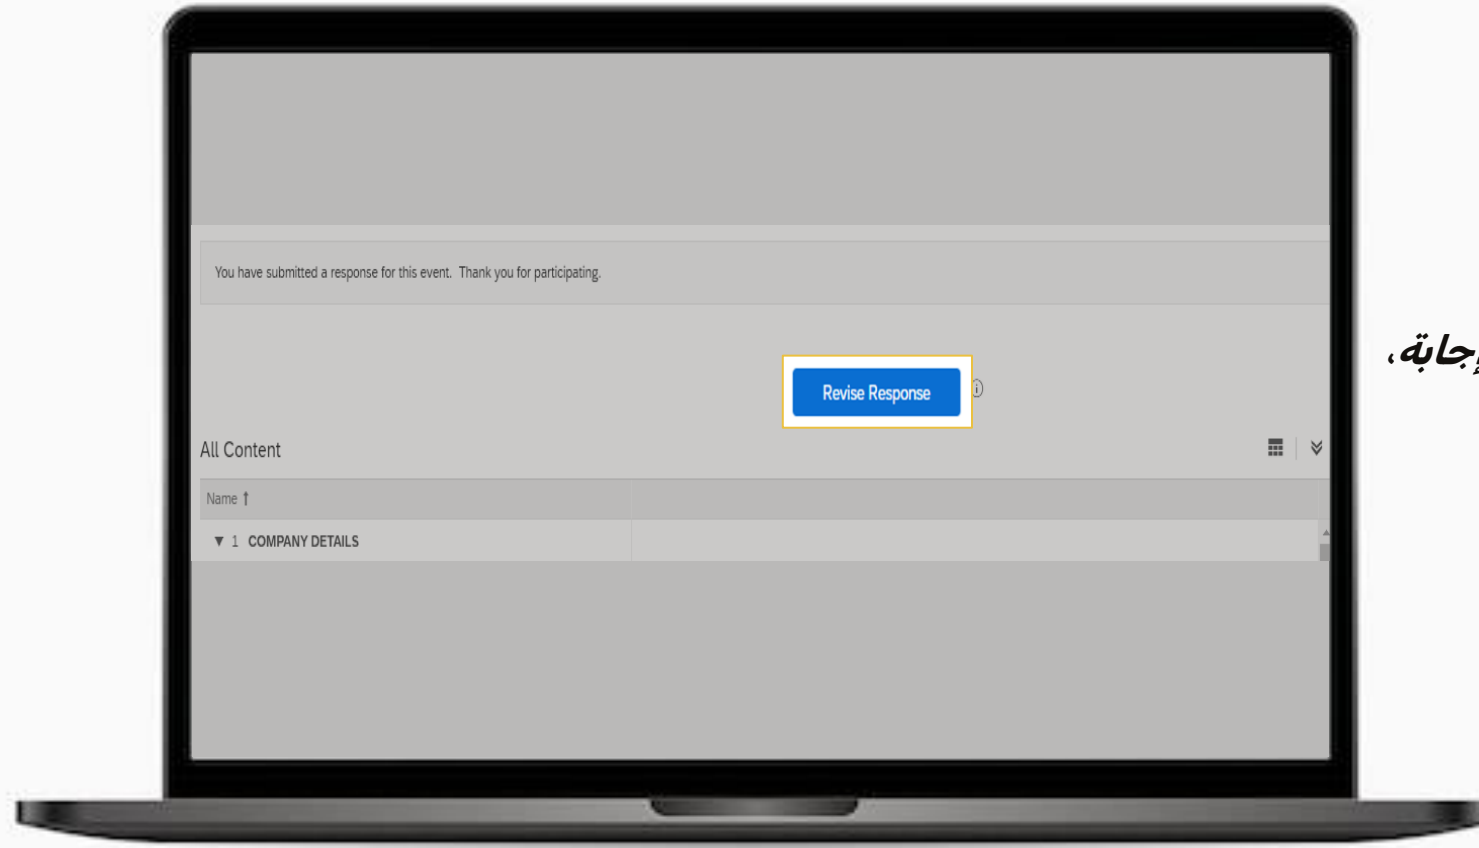 You have submitted a response for this event. Thank you for participating.
إجابة،
Revise Response
All Content
Name
1 COMPANY DETAILS